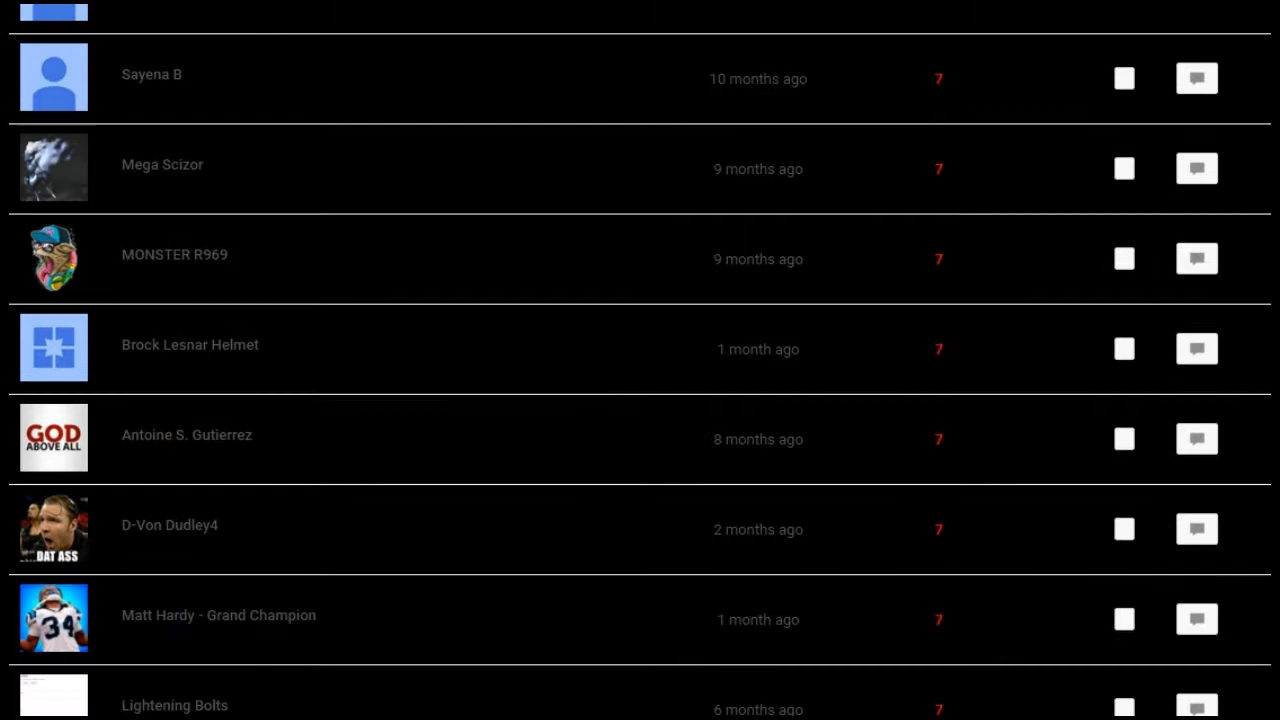 Sayena B 10 months ago 7
Mega Scizor 9 months ago 7
MONSTER R969 9 months ago 7
Brock Lesnar Helmet 1 month ago 7
GOD
ABOVE ALL
Antoine S. Gutierrez 8 months ago 7
D-Von Dudley4 2 months ago 7
DAT ASS
Matt Hardy - Grand Champion 1 month ago 7
34
Lightening Bolts 6 months ago 7